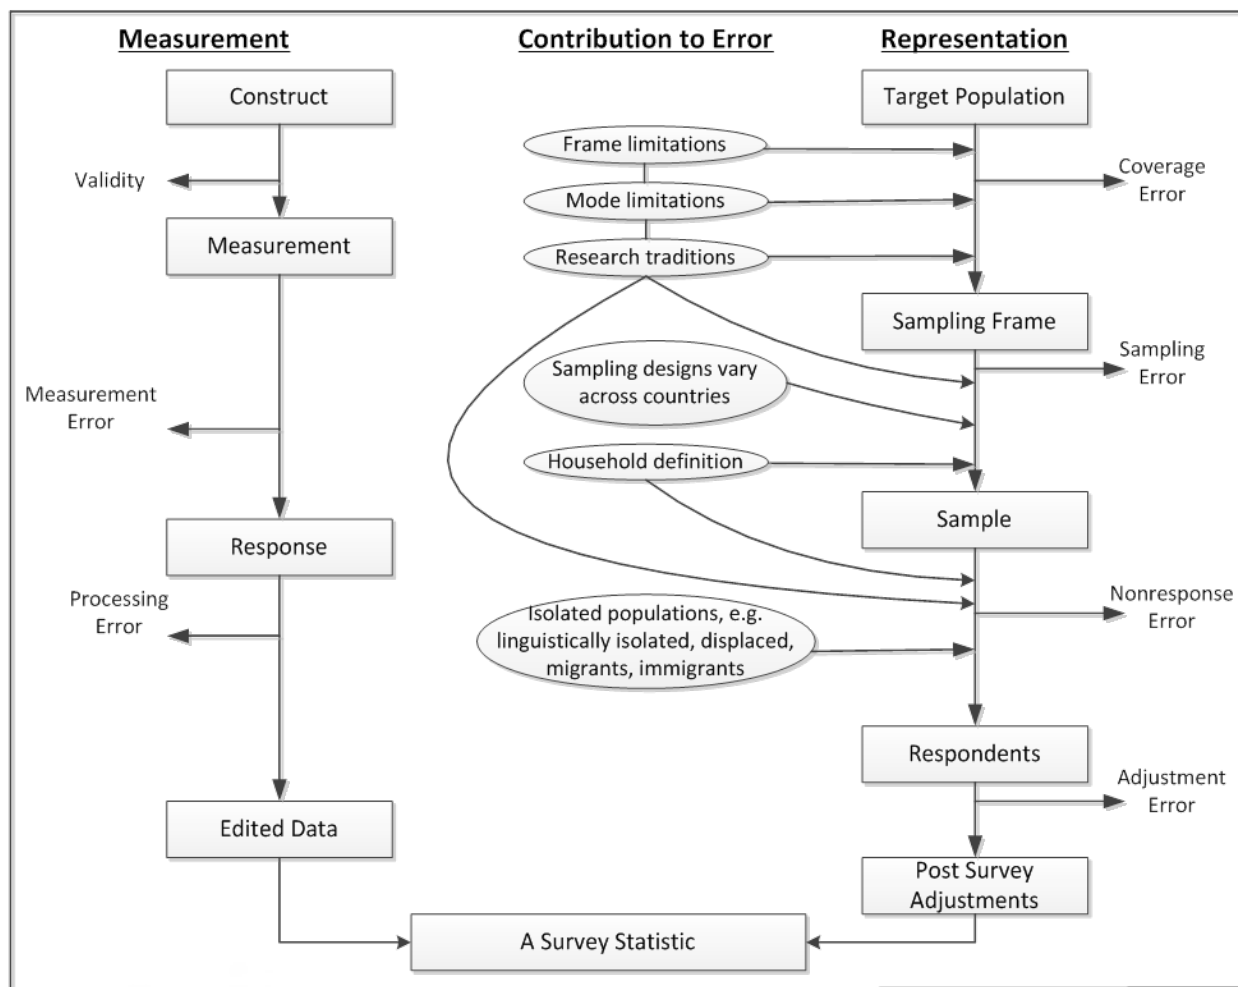 Measurement
Contribution to Error
Representation
Construct
Target Population
Frame limitations
Validity
Coverage
Error
Mode limitations
Measurement
Research traditions
Sampling Frame
Sampling
Error
Sampling designs vary
across countries
Measurement
Error
Household definition
Sample
Response
Processing
Error
Nonresponse
Error
Isolated populations, e.g.
linguistically isolated, displaced,
migrants, immigrants
Respondents
Adjustment
Error
Edited Data
Post Survey
Adjustments
A Survey Statistic